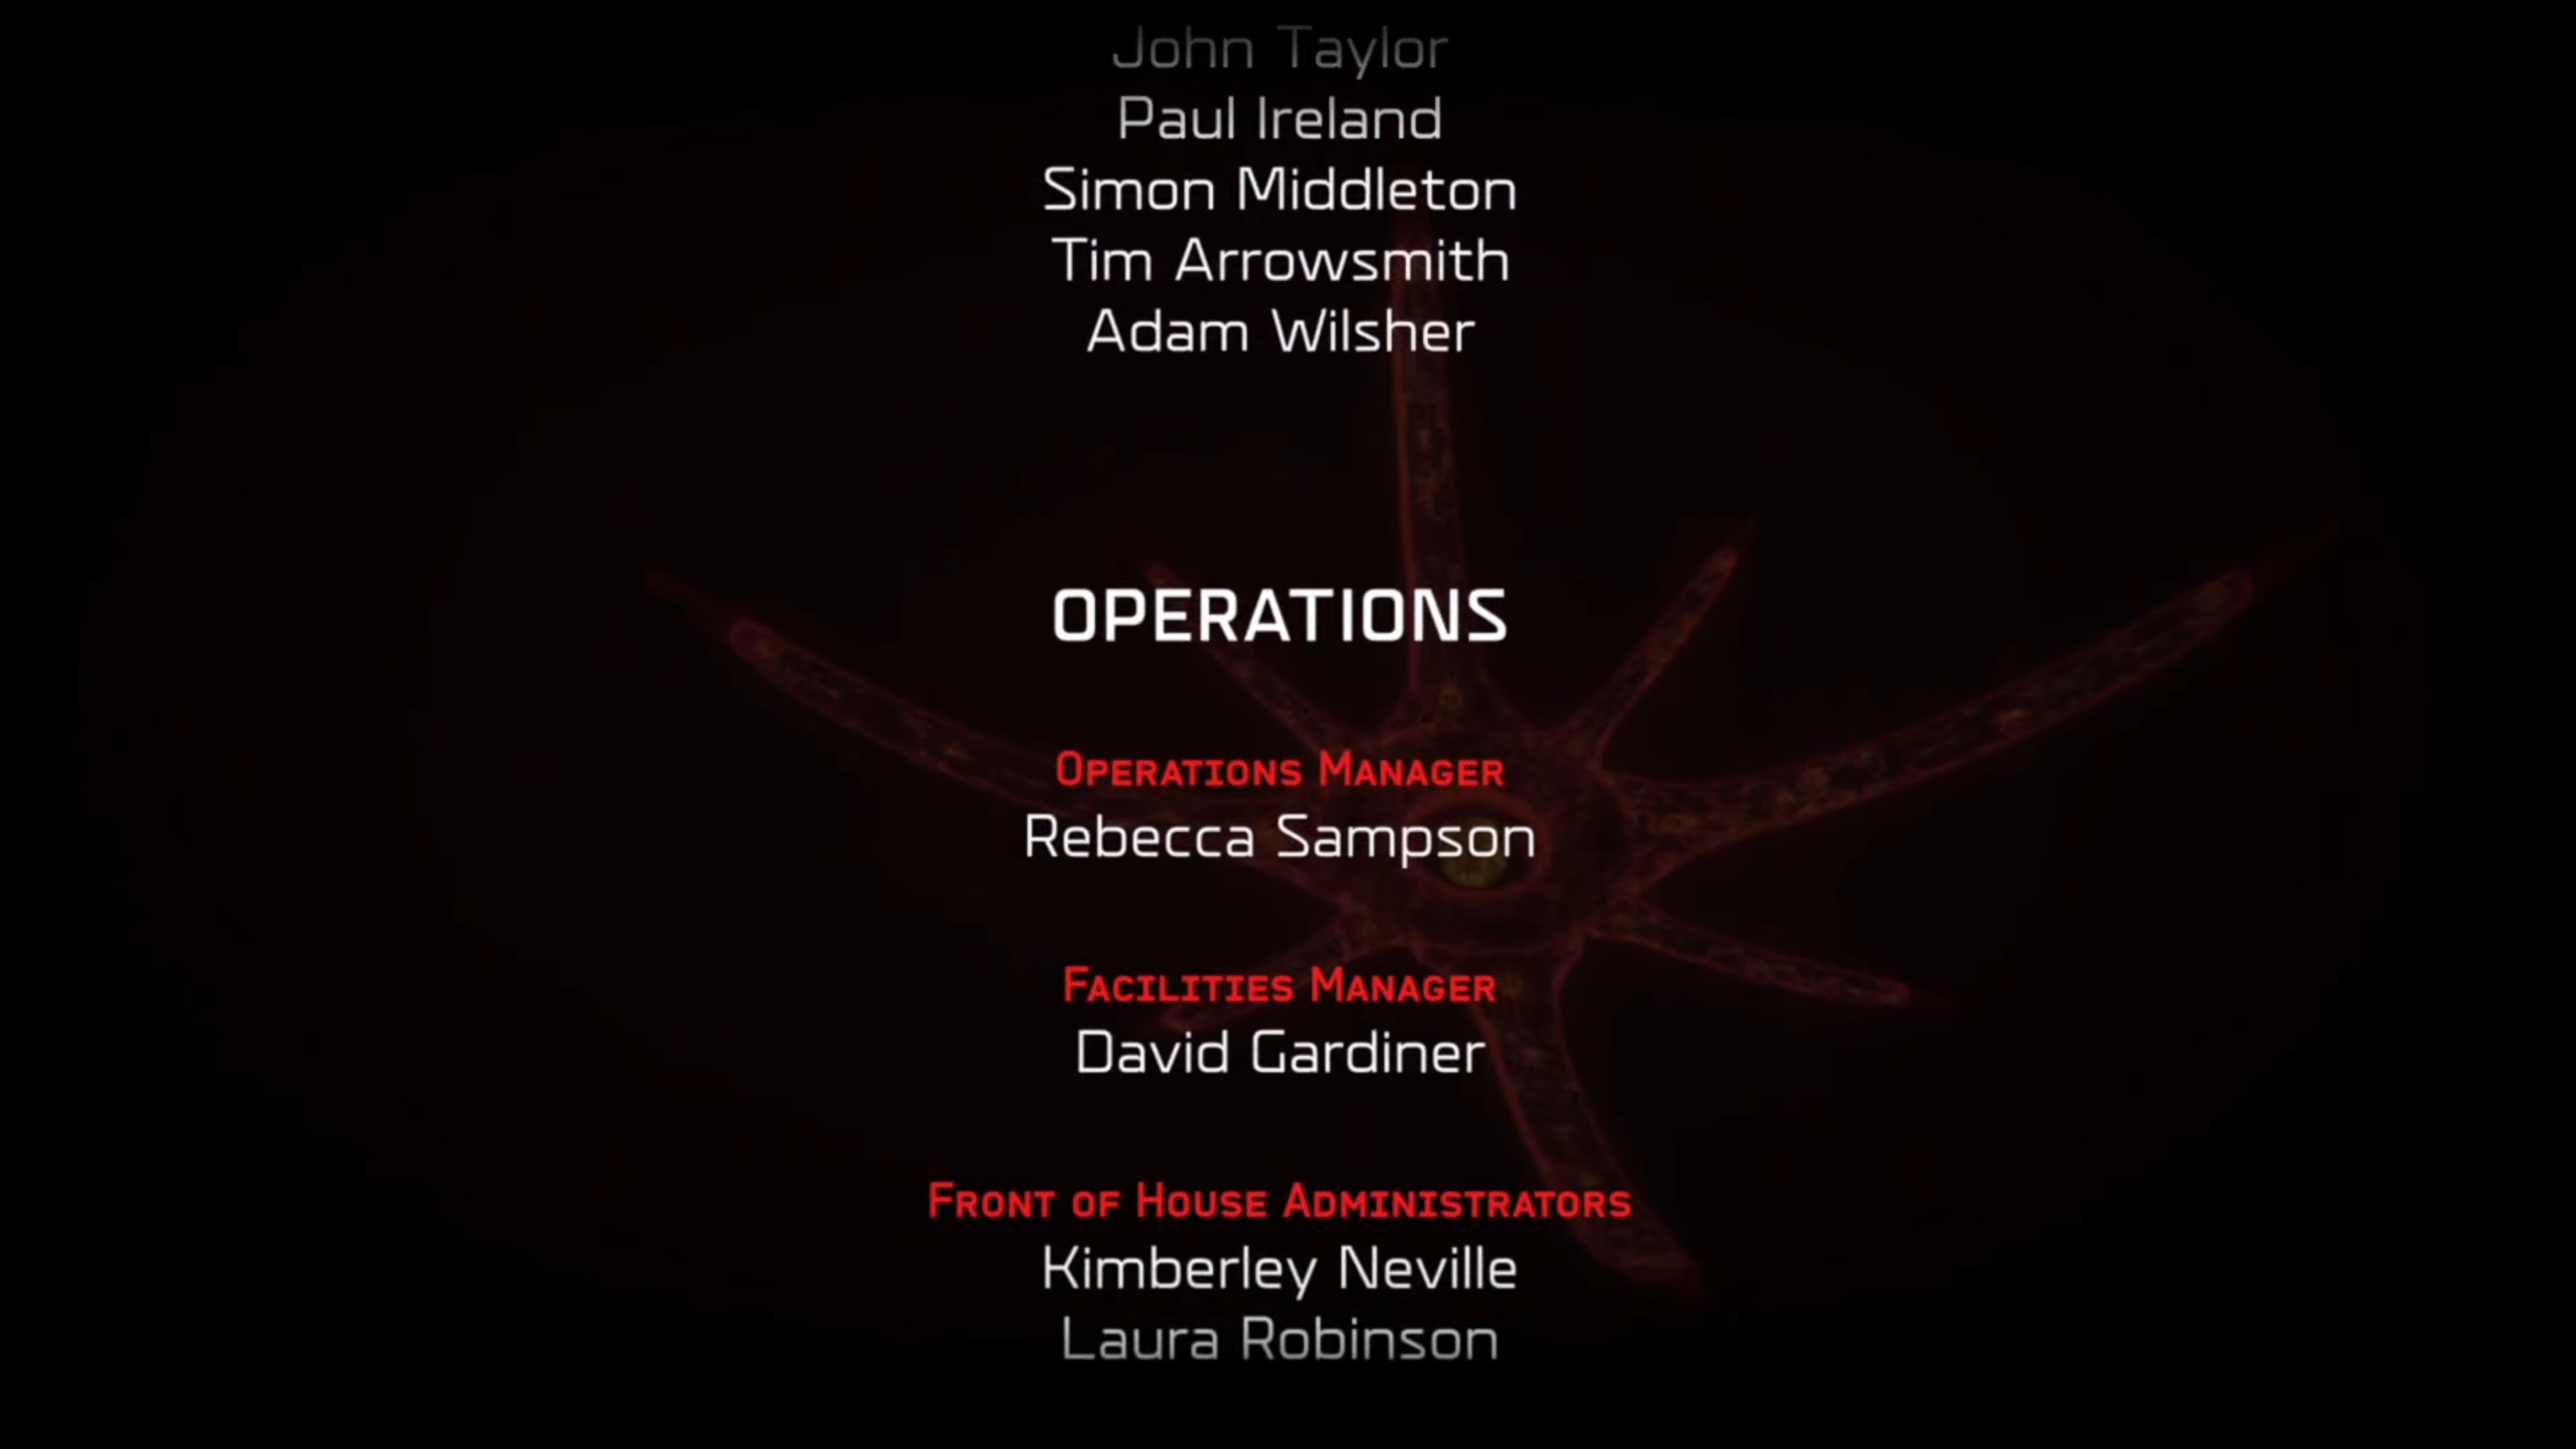 John Taylor
Paul Ireland
Simon Middleton
Tim Arrowsmith
Adam Wilsher
OPERATIONS
OPERATIONS MANAGER
Rebecca Sampson
FACILITIES MANAGER
David Gardiner
FRONT OF HOUSE ADMINISTRATORS
Kimberley Neville
Laura Robinson